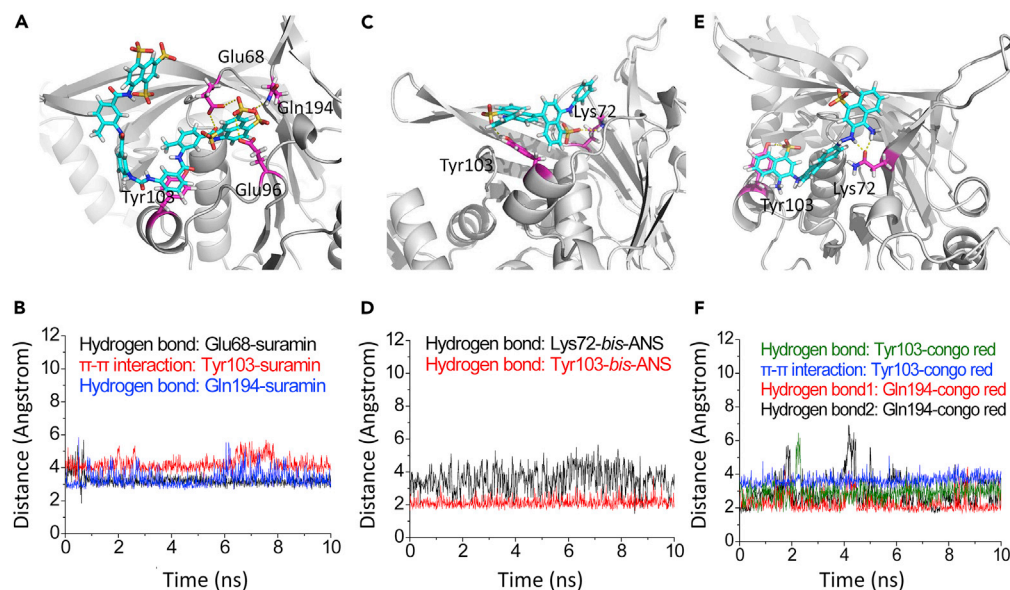 A
Glu68
Gln194
Tyr103
Glu96
C
Lys72
Tyr103
E
Lys72
Tyr103
B
Hydrogen bond: Glu68-suramin
π-π interaction: Tyr103-suramin
Hydrogen bond: Gln194-suramin
Distance (Angstrom)
12
10
8
6
4
2
0
0 2 4 6 8 10
Time (ns)
D
Hydrogen bond: Lys72-bis-ANS
Hydrogen bond: Tyr103-bis-ANS
Distance (Angstrom)
12
10
8
6
4
2
0
0 2 4 6 8 10
Time (ns)
F
Hydrogen bond: Tyr103-congo red
π-π interaction: Tyr103-congo red
Hydrogen bond1: Gln194-congo red
Hydrogen bond2: Gln194-congo red
Distance (Angstrom)
12
10
8
6
4
2
0
0 2 4 6 8 10
Time (ns)